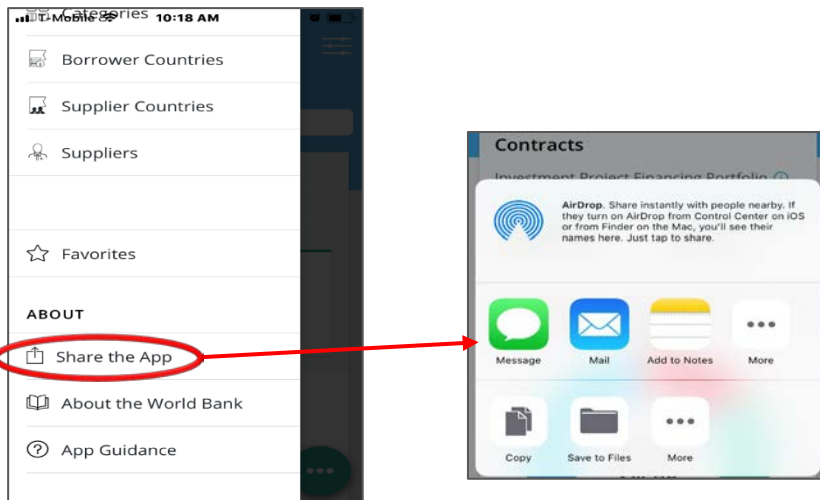 T-Mobile 10:18 AM
Categories
Borrower Countries
Supplier Countries
Suppliers
Favorites
ABOUT
Share the App
About the World Bank
App Guidance
Contracts
Investment Project Financing Portfolio
AirDrop. Share instantly with people nearby. If
they turn on AirDrop from Control Center on iOS
or from Finder on the Mac, you'll see their
names here. Just tap to share.
Message Mail Add to Notes More
Copy Save to Files More